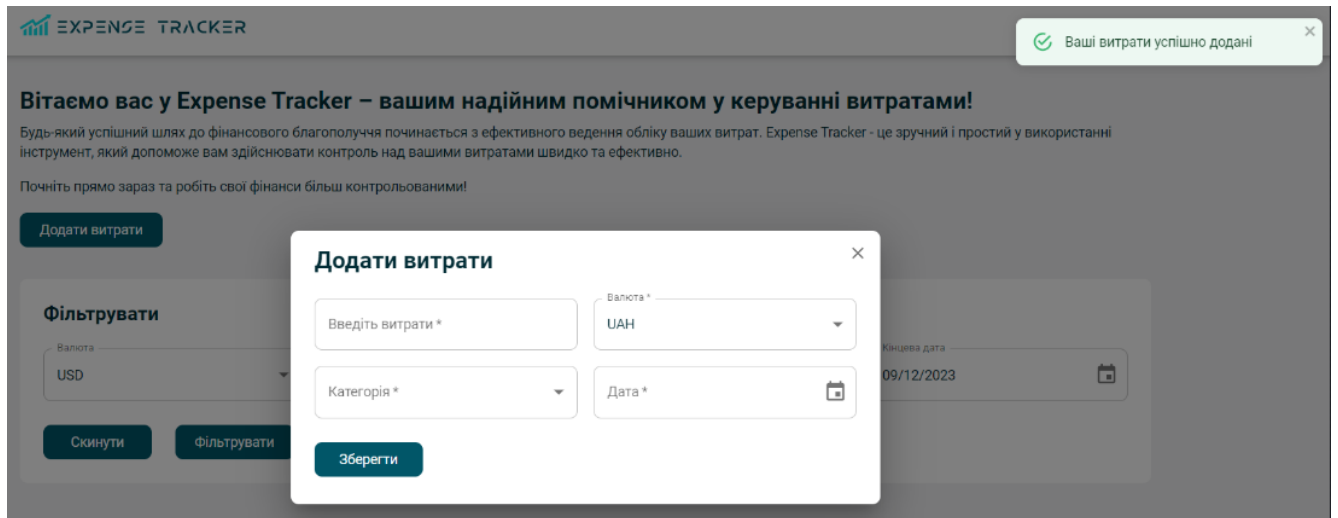 EXPENSE TRACKER
Ваші витрати успішно додані
Вітаємо вас у Expense Tracker – вашим надійним помічником у керуванні витратами!
Будь-який успішний шлях до фінансового благополуччя починається з ефективного ведення обліку ваших витрат. Expense Tracker - це зручний і простий у використанні
інструмент, який допоможе вам здійснювати контроль над вашими витратами швидко та ефективно.
Почніть прямо зараз та робіть свої фінанси більш контрольованими!
Додати витрати
Додати витрати
Введіть витрати *
Валюта *
UAH
Категорія *
Дата *
Зберегти
Фільтрувати
Валюта
USD
Кінцева дата
09/12/2023
Скинути
Фільтрувати